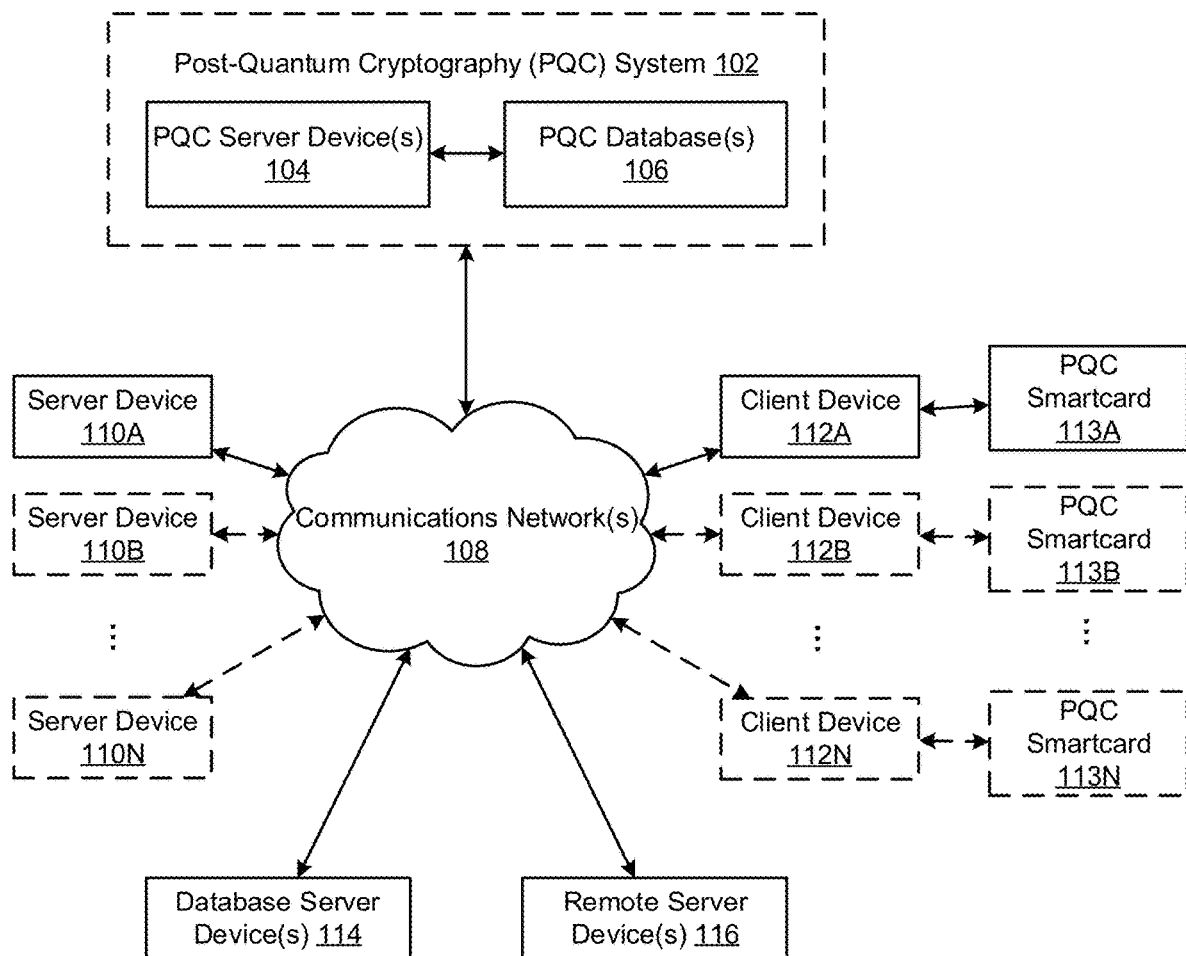 Post-Quantum Cryptography (PQC) System 102
PQC Server Device(s)
104
PQC Database(s)
106
Server Device
110A
Client Device
112A
PQC
Smartcard
113A
Communications Network(s)
108
Server Device
110B
Client Device
112B
PQC
Smartcard
113B
...
...
...
Server Device
110N
Client Device
112N
PQC
Smartcard
113N
Database Server
Device(s) 114
Remote Server
Device(s) 116